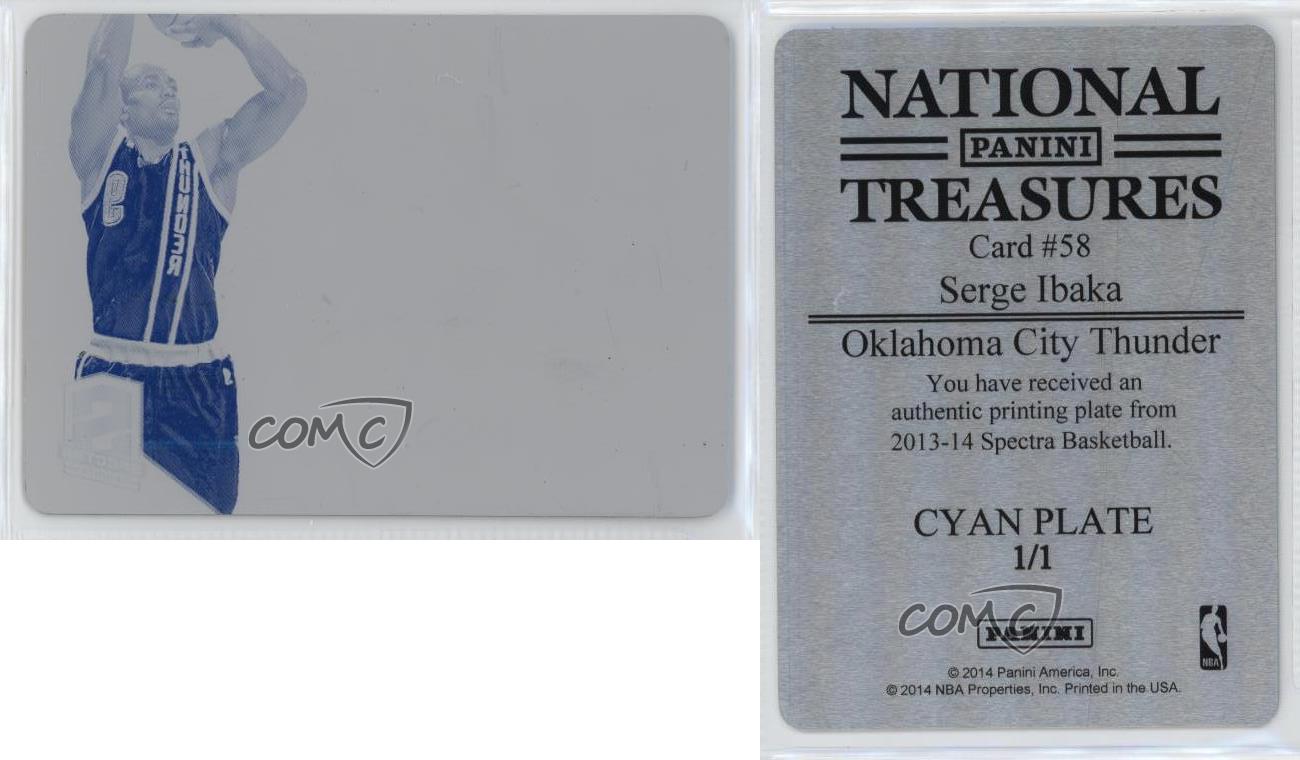 THUNDER
9
COMC
NATIONAL
PANINI
TREASURES
Card #58
Serge Ibaka
Oklahoma City Thunder
You have received an
authentic printing plate from
2013-14 Spectra Basketball.
CYAN PLATE
1/1
COMC
PANINI
NBA
© 2014 Panini America, Inc.
© 2014 NBA Properties, Inc. Printed in the USA.